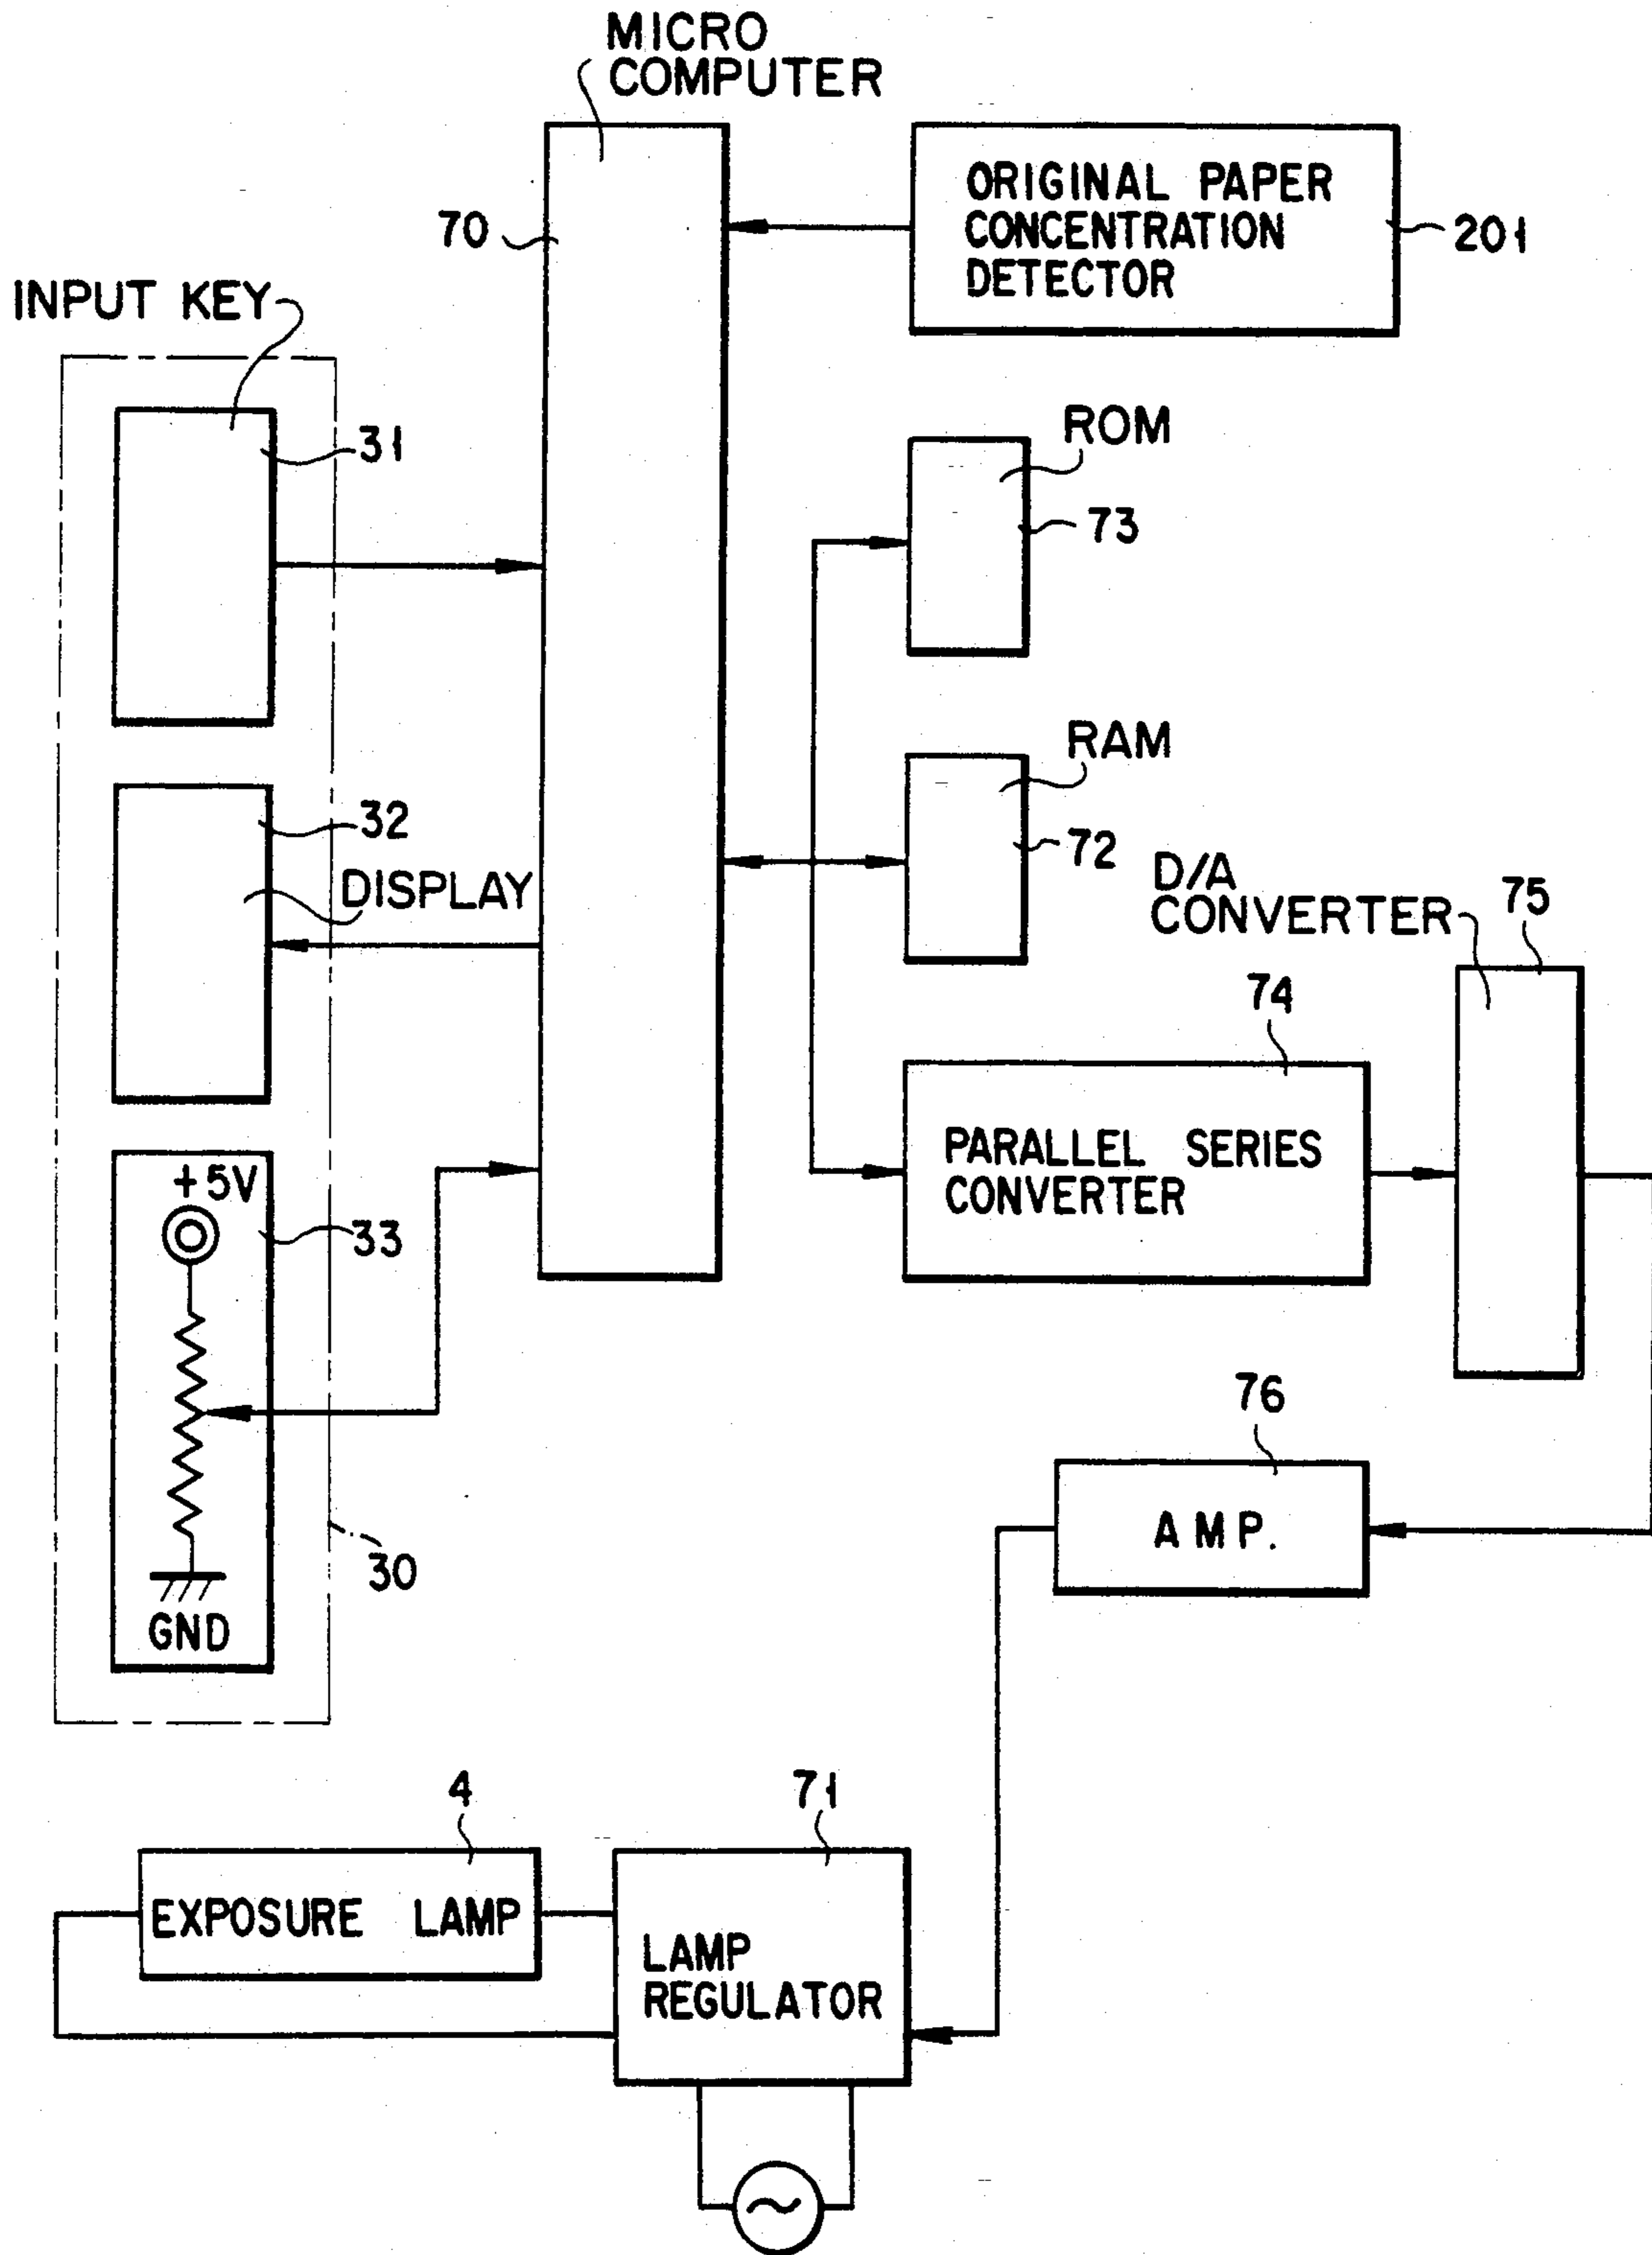 MICRO
COMPUTER
70
ORIGINAL PAPER
CONCENTRATION
DETECTOR
201
INPUT KEY
31
ROM
73
32
DISPLAY
RAM
72
D/A
CONVERTER
75
74
PARALLEL SERIES
CONVERTER
+5V
33
GND
30
76
AMP.
4
EXPOSURE LAMP
71
LAMP
REGULATOR